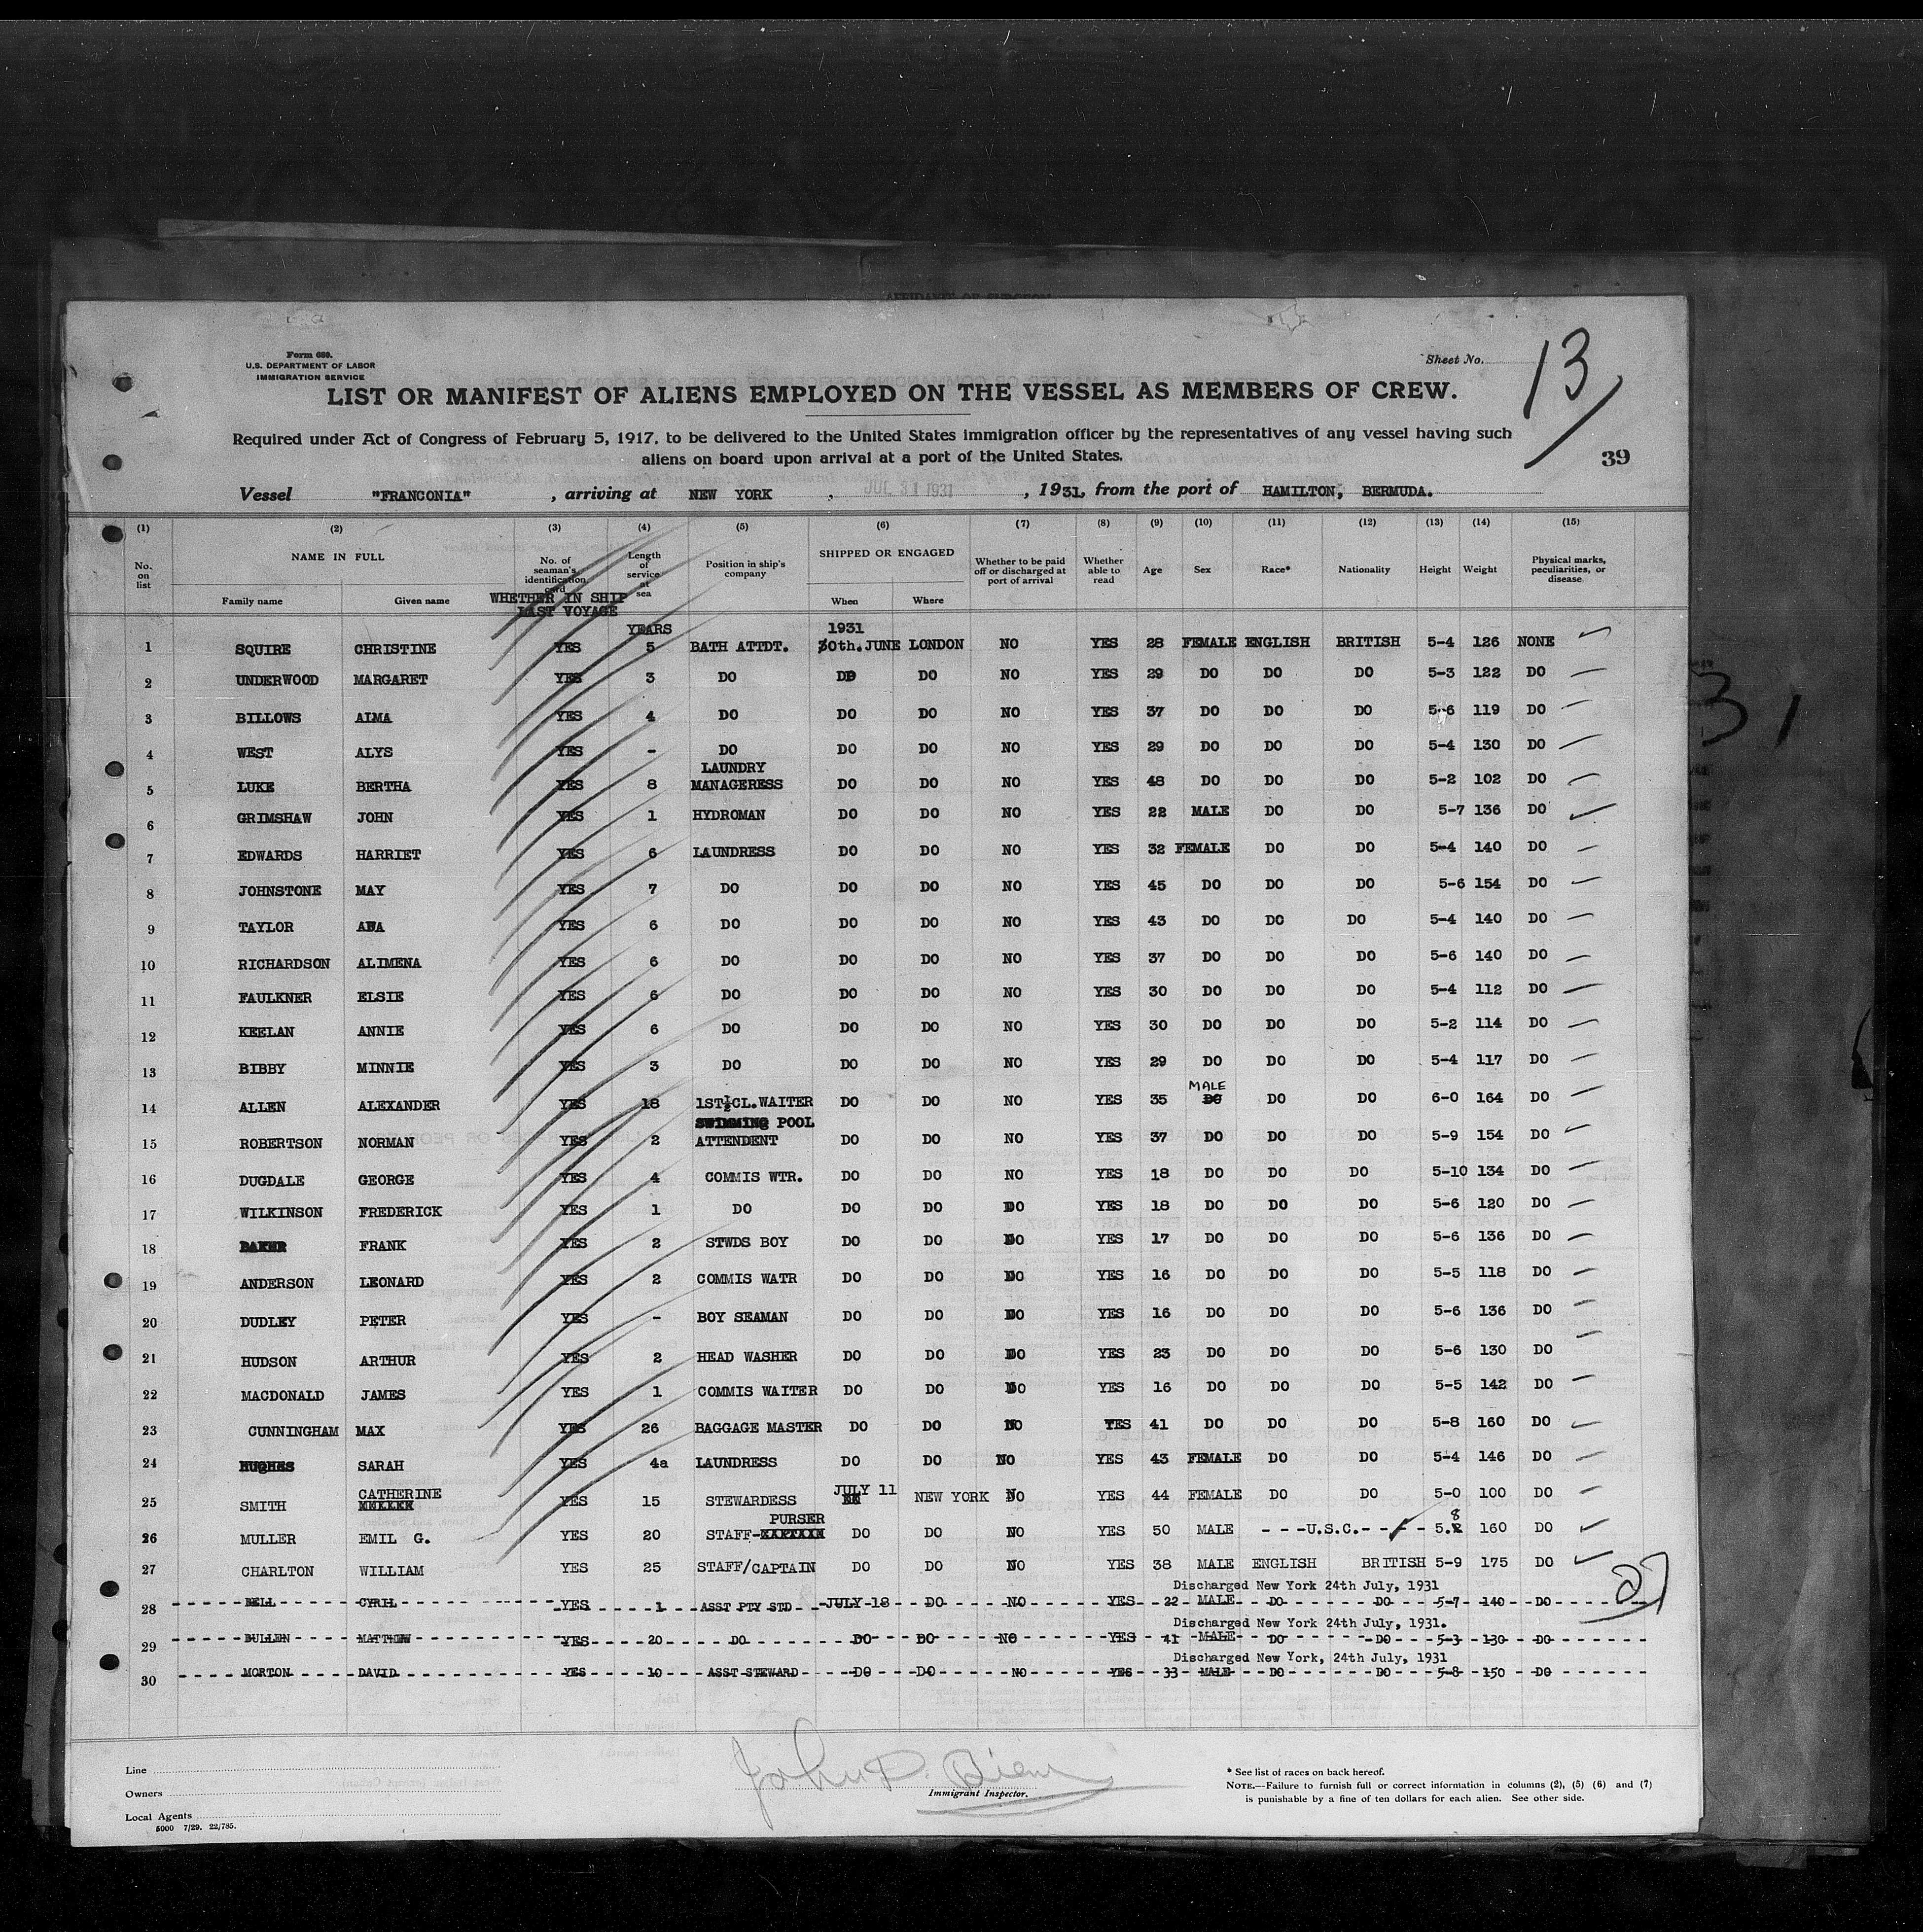 Form 680.
U.S. DEPARTMENT OF LABOR
IMMIGRATION SERVICE
Sheet No. 13
LIST OR MANIFEST OF ALIENS EMPLOYED ON THE VESSEL AS MEMBERS OF CREW.
Required under Act of Congress of February 5, 1917, to be delivered to the United States immigration officer by the representatives of any vessel having such
aliens on board upon arrival at a port of the United States.
39
Vessel "FRANCONIA", arriving at NEW YORK, JUL 31 1931, 1931, from the port of HAMILTON, BERMUDA.
(1) (2) (3) (4) (5) (6) (7) (8) (9) (10) (11) (12) (13) (14) (15)
No. on list NAME IN FULL Family name Given name No. of seaman's identification card WHETHER IN SHIP LAST VOYAGE Length of service at sea Position in ship's company SHIPPED OR ENGAGED When Where Whether to be paid off or discharged at port of arrival Whether able to read Age Sex Race* Nationality Height Weight Physical marks, peculiarities, or disease
YEARS 1931
1 SQUIRE CHRISTINE YES 5 BATH ATTDT. 30th.JUNE LONDON NO YES 28 FEMALE ENGLISH BRITISH 5-4 126 NONE
2 UNDERWOOD MARGARET YES 3 DO DO DO NO YES 29 DO DO DO 5-3 122 DO
3 BILLOWS ALMA YES 4 DO DO DO NO YES 37 DO DO DO 5-6 119 DO
4 WEST ALYS YES - DO DO DO NO YES 29 DO DO DO 5-4 130 DO
5 LUKE BERTHA YES 8 LAUNDRY MANAGERESS DO DO NO YES 48 DO DO DO 5-2 102 DO
6 GRIMSHAW JOHN YES 1 HYDROMAN DO DO NO YES 22 MALE DO DO 5-7 136 DO
7 EDWARDS HARRIET YES 6 LAUNDRESS DO DO NO YES 32 FEMALE DO DO 5-4 140 DO
8 JOHNSTONE MAY YES 7 DO DO DO NO YES 45 DO DO DO 5-6 154 DO
9 TAYLOR YES 6 DO DO DO NO YES 43 DO DO DO 5-4 140 DO
10 RICHARDSON ALIMENA YES 6 DO DO DO NO YES 37 DO DO DO 5-6 140 DO
11 FAULKNER ELSIE YES 6 DO DO DO NO YES 30 DO DO DO 5-4 112 DO
12 KEELAN ANNIE YES 6 DO DO DO NO YES 30 DO DO DO 5-2 114 DO
13 BIBBY MINNIE YES 3 DO DO DO NO YES 29 DO DO DO 5-4 117 DO
14 ALLEN ALEXANDER YES 18 1ST½CL.WAITER DO DO NO YES 35 MALE DO DO DO 6-0 164 DO
15 ROBERTSON NORMAN YES 2 SWIMMING POOL ATTENDENT DO DO NO YES 37 DO DO DO 5-9 154 DO
16 DUGDALE GEORGE YES 4 COMMIS WTR. DO DO NO YES 18 DO DO DO 5-10 134 DO
17 WILKINSON FREDERICK YES 1 DO DO DO DO YES 18 DO DO DO 5-6 120 DO
18 BAKER FRANK YES 2 STWDS BOY DO DO NO YES 17 DO DO DO 5-6 136 DO
19 ANDERSON LEONARD YES 2 COMMIS WATR DO DO NO YES 16 DO DO DO 5-5 118 DO
20 DUDLEY PETER YES - BOY SEAMAN DO DO NO YES 16 DO DO DO 5-6 136 DO
21 HUDSON ARTHUR YES 2 HEAD WASHER DO DO NO YES 23 DO DO DO 5-6 130 DO
22 MACDONALD JAMES YES 1 COMMIS WAITER DO DO NO YES 16 DO DO DO 5-5 142 DO
23 CUNNINGHAM MAX YES 26 BAGGAGE MASTER DO DO NO YES 41 DO DO DO 5-8 160 DO
24 HUGHES SARAH YES 4a LAUNDRESS DO DO NO YES 43 FEMALE DO DO 5-4 146 DO
25 SMITH CATHERINE YES 15 STEWARDESS JULY 11 NEW YORK NO YES 44 FEMALE DO DO 5-0 100 DO
26 MULLER EMIL G. YES 20 STAFF-PURSER DO DO NO YES 50 MALE - - -U.S.C.- - - - 5.8 160 DO
27 CHARLTON WILLIAM YES 25 STAFF/CAPTAIN DO DO NO YES 38 MALE ENGLISH BRITISH 5-9 175 DO
27
Discharged New York 24th July, 1931
28 BELL CYRIL YES 1 ASST PTY STD JULY 18 DO NO YES 22 MALE DO DO 5-7 140 DO
Discharged New York 24th July, 1931.
29 BULLEN MATTHEW YES 20 DO DO DO NO YES 41 MALE DO DO 5-3 130 DO
Discharged New York, 24th July, 1931
30 MORTON DAVID YES 10 ASST STEWARD DO DO NO YES 33 MALE DO DO 5-8 150 DO
Line
Owners
Local Agents
5000 7/29. 22/785.
John D.
Immigrant Inspector.
* See list of races on back hereof.
NOTE.—Failure to furnish full or correct information in columns (2), (5) (6) and (7)
is punishable by a fine of ten dollars for each alien. See other side.
31